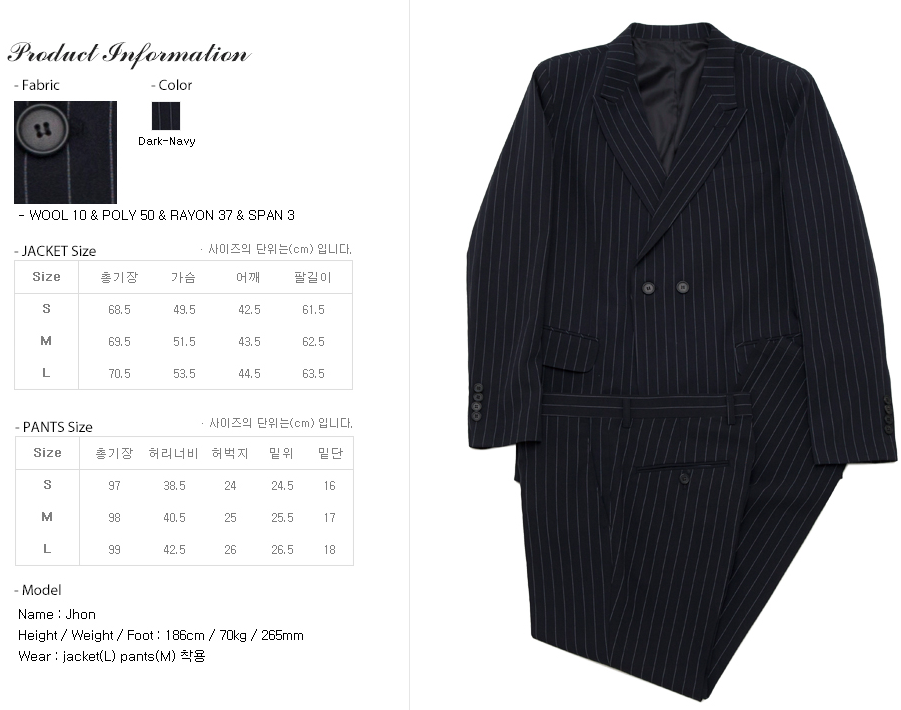 Product Information
- Fabric
- Color
Dark-Navy
- WOOL 10 & POLY 50 & RAYON 37 & SPAN 3
- JACKET Size
· 사이즈의 단위는(cm) 입니다.
Size 총기장 가슴 어깨 팔길이
S 68.5 49.5 42.5 61.5
M 69.5 51.5 43.5 62.5
L 70.5 53.5 44.5 63.5
- PANTS Size
· 사이즈의 단위는(cm) 입니다.
Size 총기장 허리너비 허벅지 밑위 밑단
S 97 38.5 24 24.5 16
M 98 40.5 25 25.5 17
L 99 42.5 26 26.5 18
- Model
Name : Jhon
Height / Weight / Foot : 186cm / 70kg / 265mm
Wear : jacket(L) pants(M) 착용